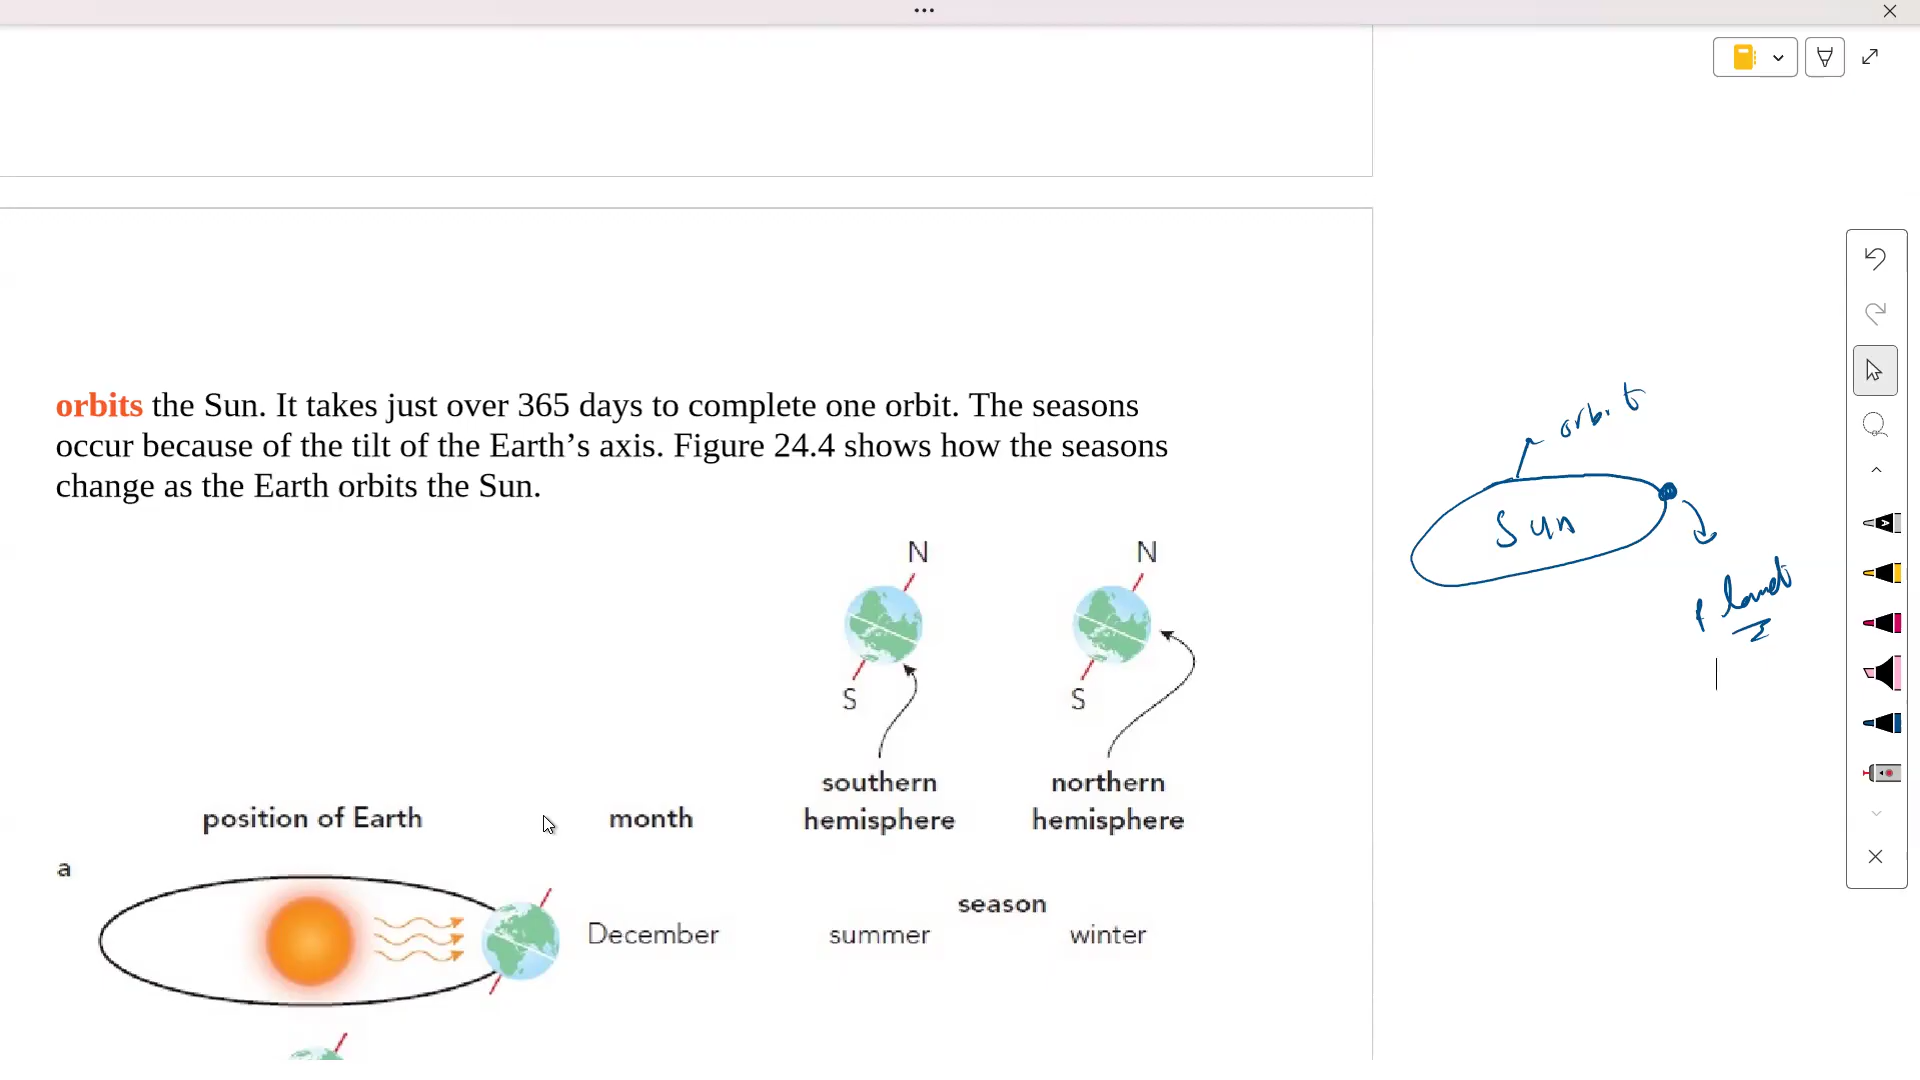 orbits the Sun. It takes just over 365 days to complete one orbit. The seasons
occur because of the tilt of the Earth’s axis. Figure 24.4 shows how the seasons
change as the Earth orbits the Sun.
orbit
Sun
planet
N
N
S
S
southern
hemisphere
northern
hemisphere
position of Earth
month
a
season
December
summer
winter